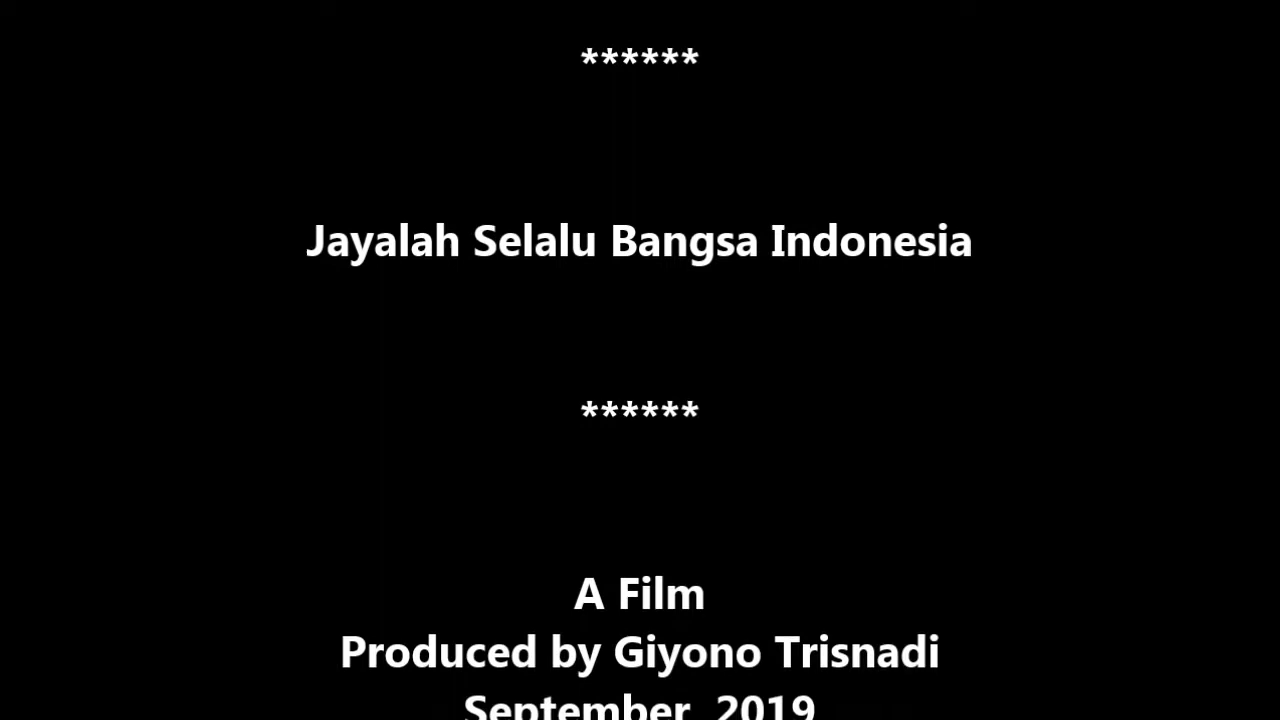 ******
Jayalah Selalu Bangsa Indonesia
******
A Film
Produced by Giyono Trisnadi
September, 2019